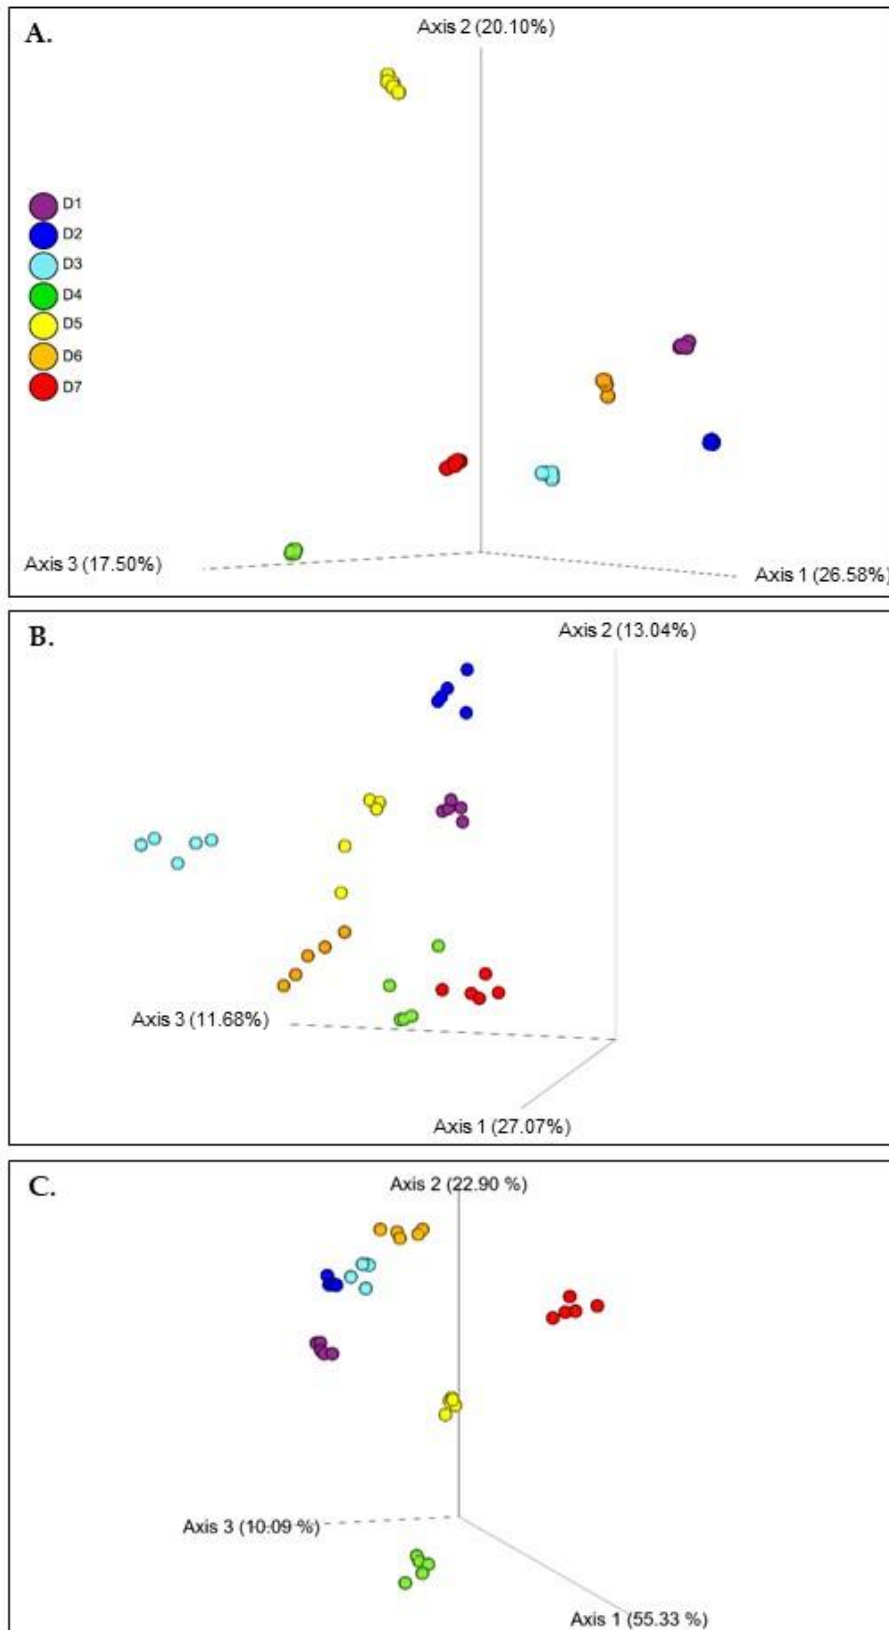 A.
Axis 2 (20.10%)
D1
D2
D3
D4
D5
D6
D7
Axis 3 (17.50%)
Axis 1 (26.58%)
B.
Axis 2 (13.04%)
Axis 3 (11.68%)
Axis 1 (27.07%)
C.
Axis 2 (22.90 %)
Axis 3 (10.09 %)
Axis 1 (55.33 %)